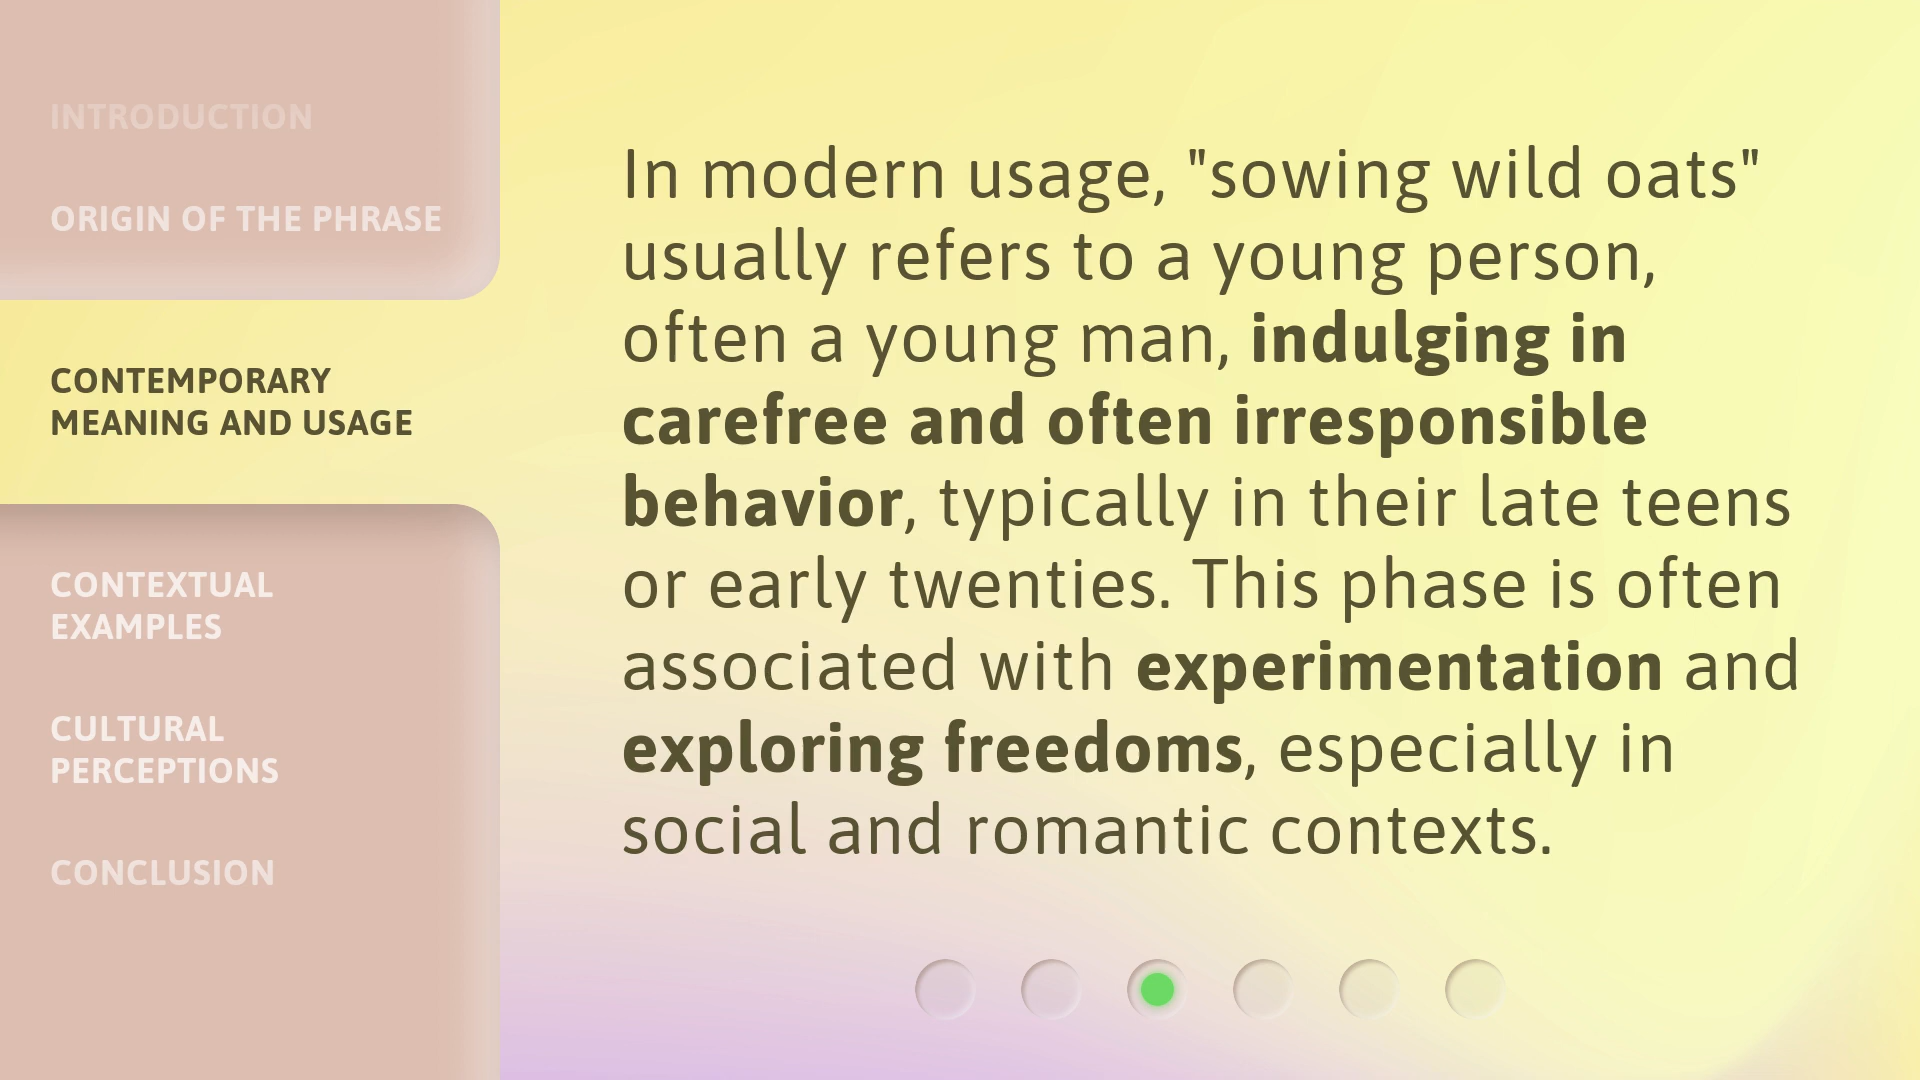 INTRODUCTION
ORIGIN OF THE PHRASE
CONTEMPORARY
MEANING AND USAGE
CONTEXTUAL
EXAMPLES
CULTURAL
PERCEPTIONS
CONCLUSION
In modern usage, "sowing wild oats"
usually refers to a young person,
often a young man, indulging in
carefree and often irresponsible
behavior, typically in their late teens
or early twenties. This phase is often
associated with experimentation and
exploring freedoms, especially in
social and romantic contexts.